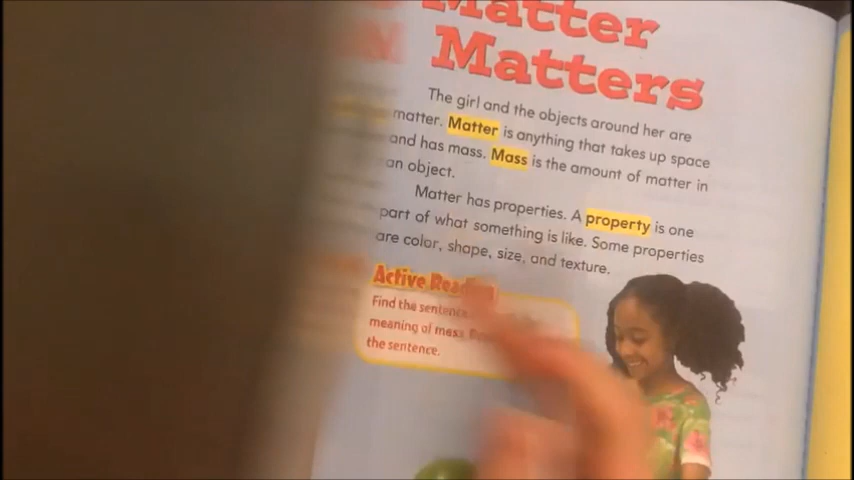 Matter
Matters
The girl and the objects around her are
matter. Matter is anything that takes up space
and has mass. Mass is the amount of matter in
an object.
Matter has properties. A property is one
part of what something is like. Some properties
are color, shape, size, and texture.
Active Reading
Find the sentence
meaning of mass.
the sentence.